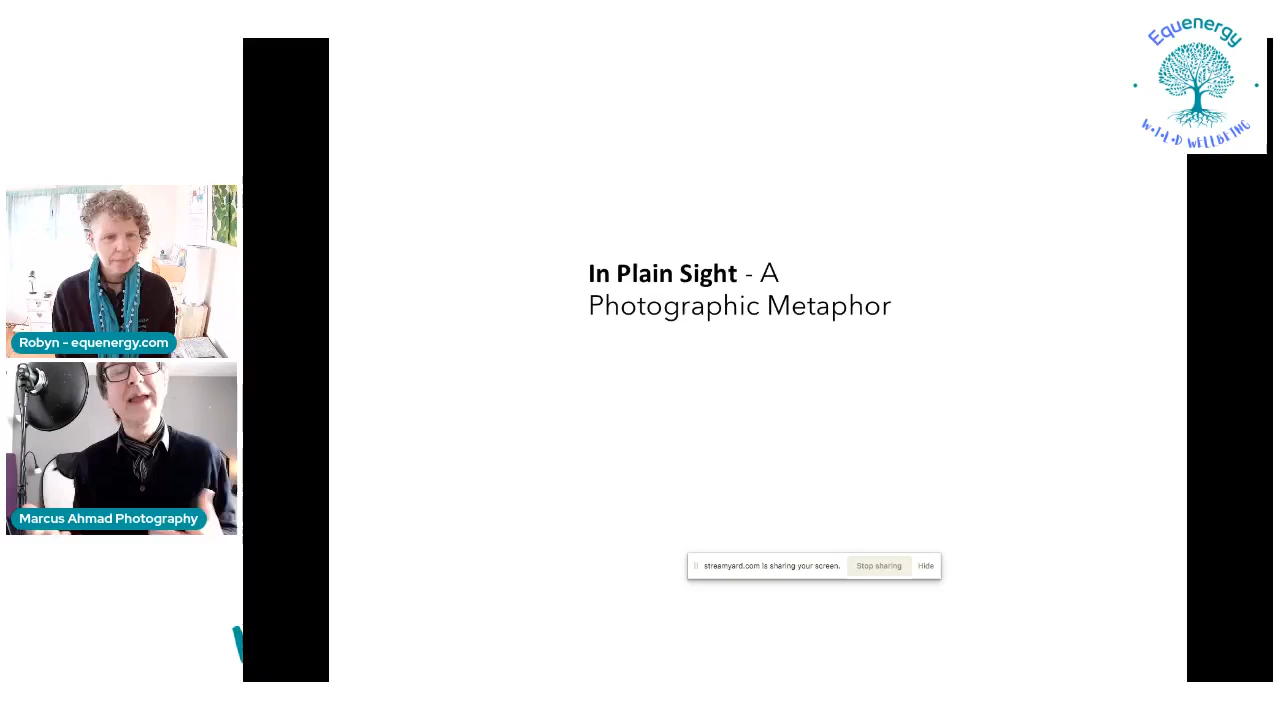 Equenergy
W•I•L•D WELLBEING
Robyn - equenergy.com
Marcus Ahmad Photography
In Plain Sight - A
Photographic Metaphor
streamyard.com is sharing your screen. Stop sharing Hide